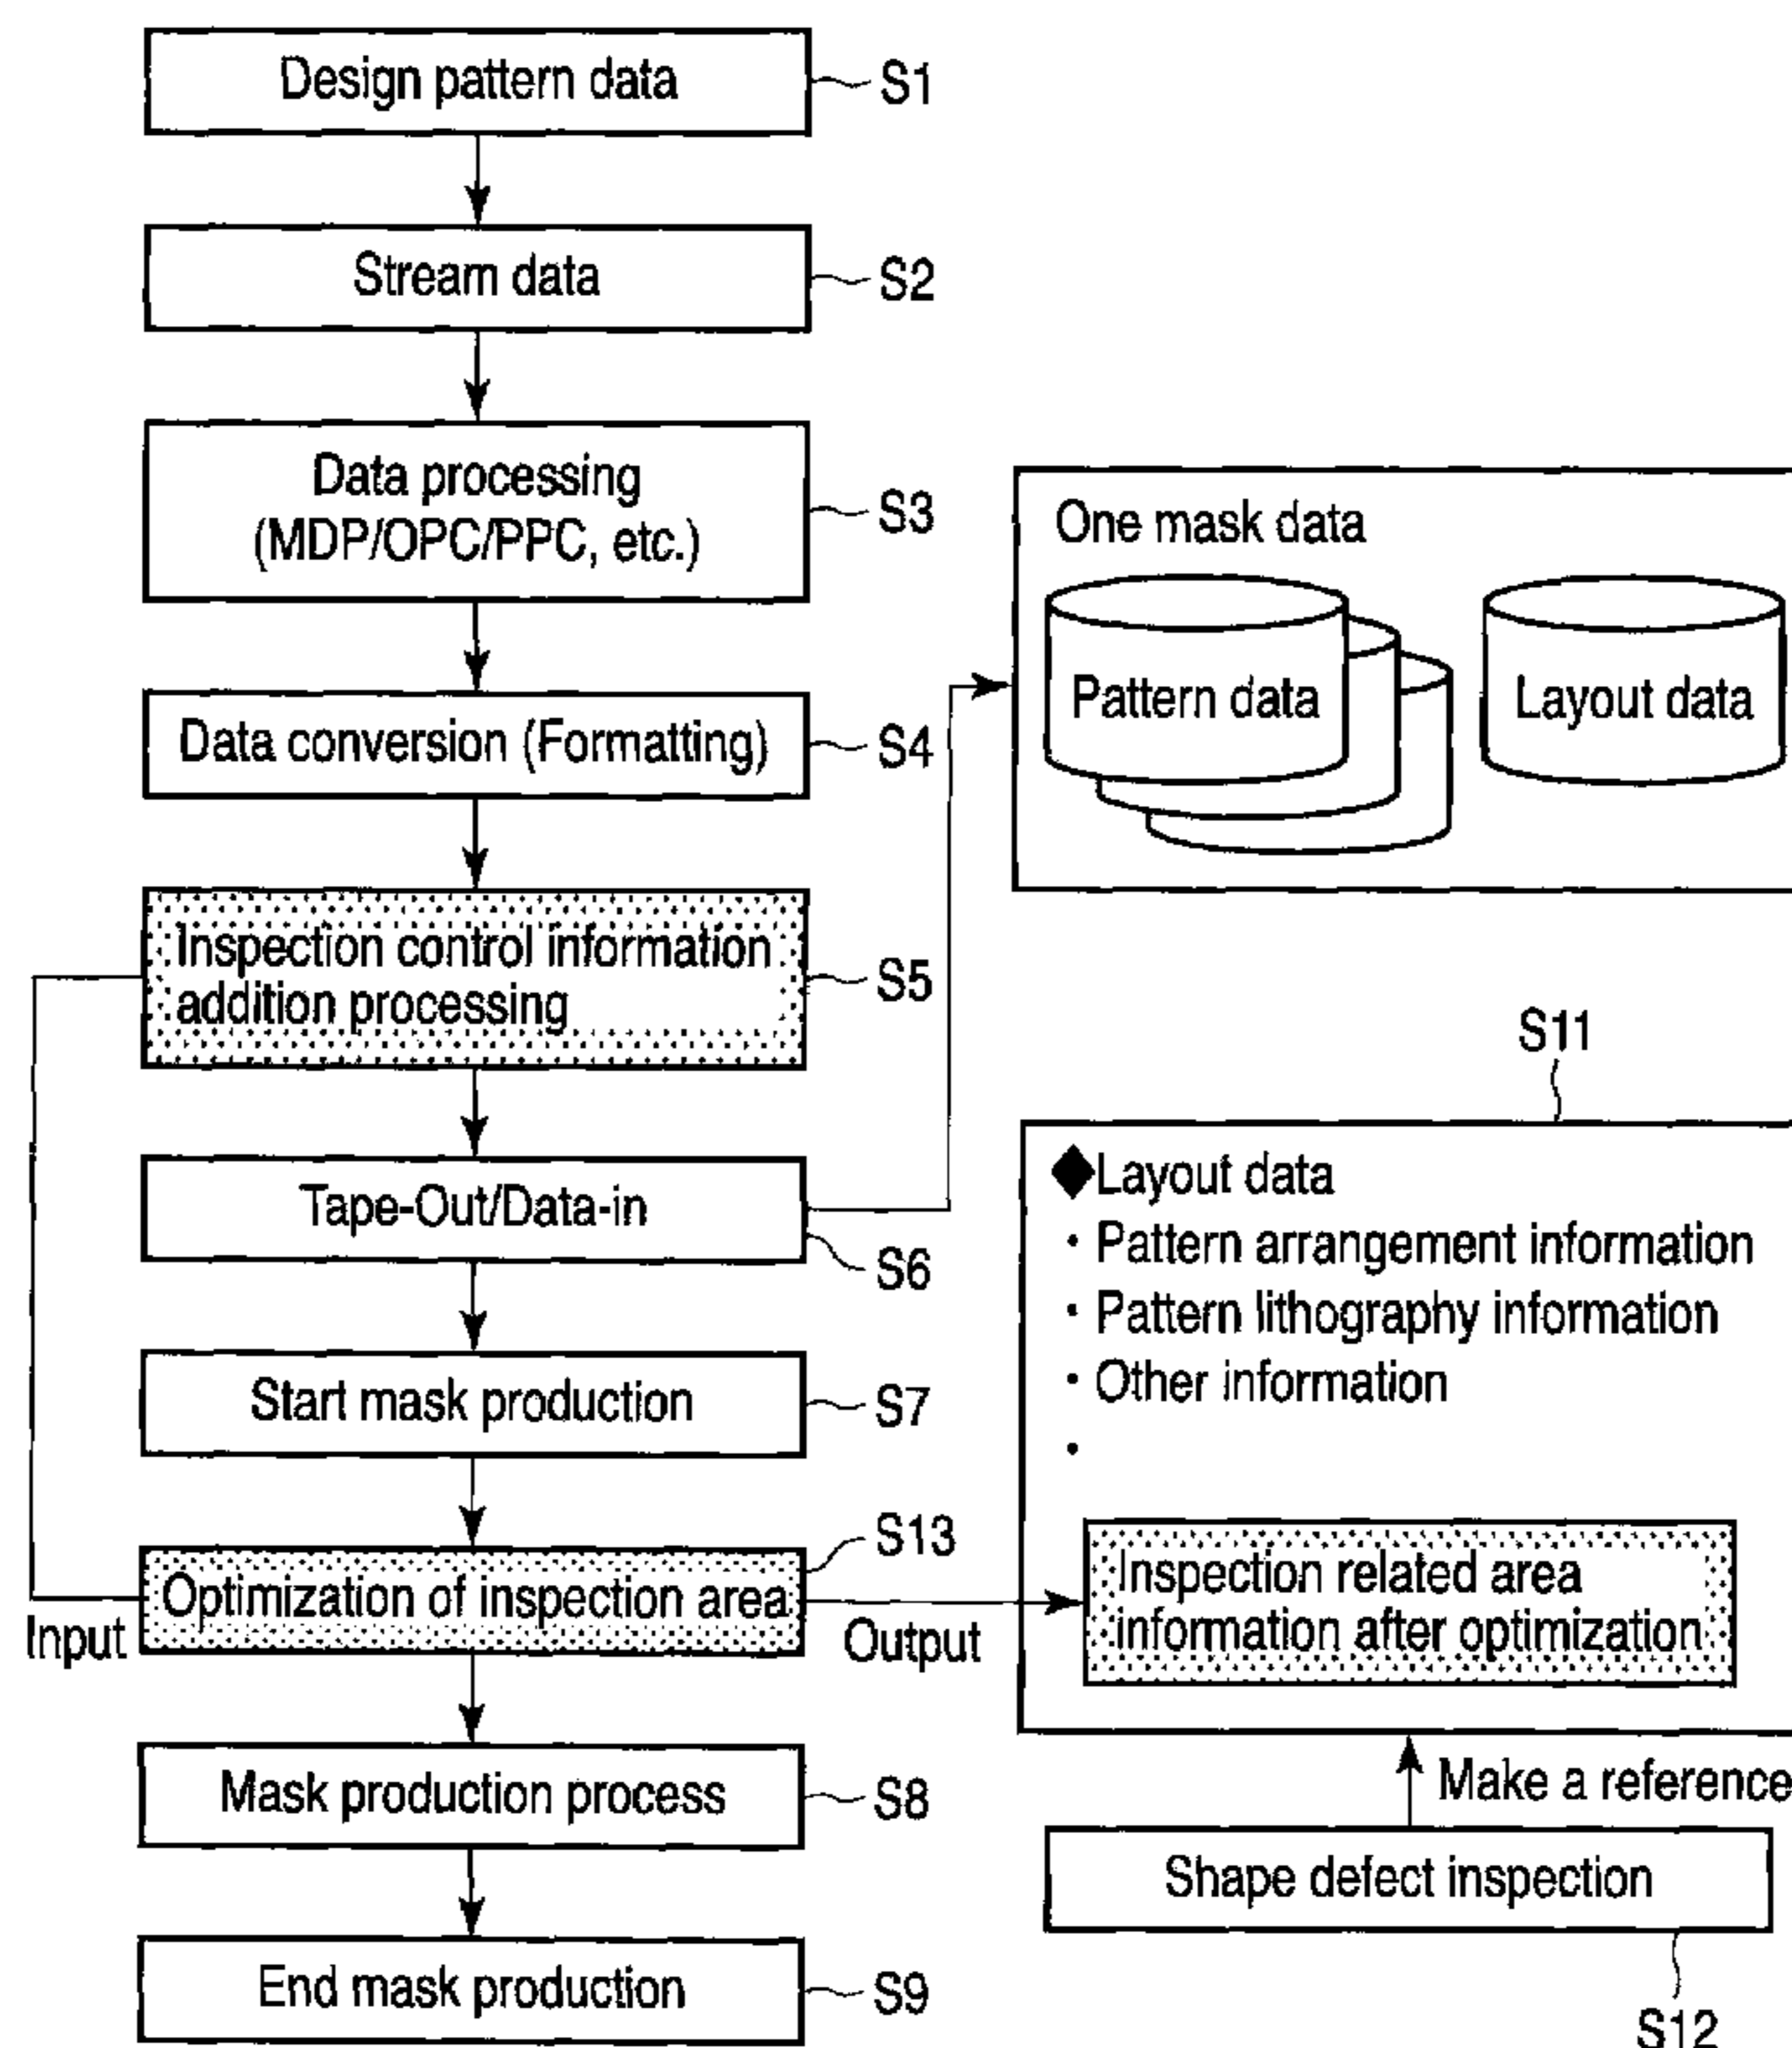 Design pattern data
S1
Stream data
S2
Data processing
(MDP/OPC/PPC, etc.)
S3
Data conversion (Formatting)
S4
Inspection control information
addition processing
S5
Tape-Out/Data-in
S6
Start mask production
S7
Optimization of inspection area
S13
Input
Output
Mask production process
S8
End mask production
S9
One mask data
Pattern data
Layout data
S11
◆Layout data
・Pattern arrangement information
・Pattern lithography information
・Other information
・
Inspection related area
information after optimization
Make a reference
Shape defect inspection
S12